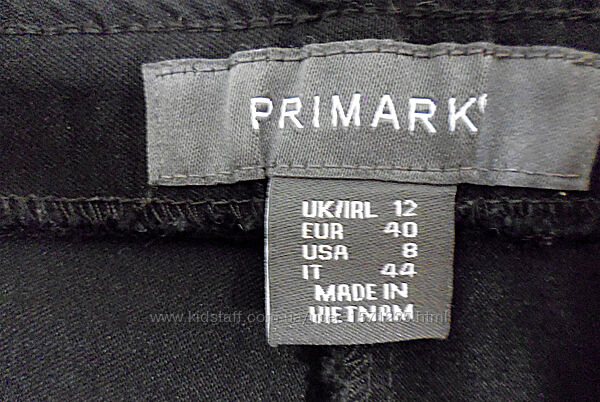 PRIMARK
UK/IRL 12
EUR 40
USA 8
IT 44
MADE IN
VIETNAM